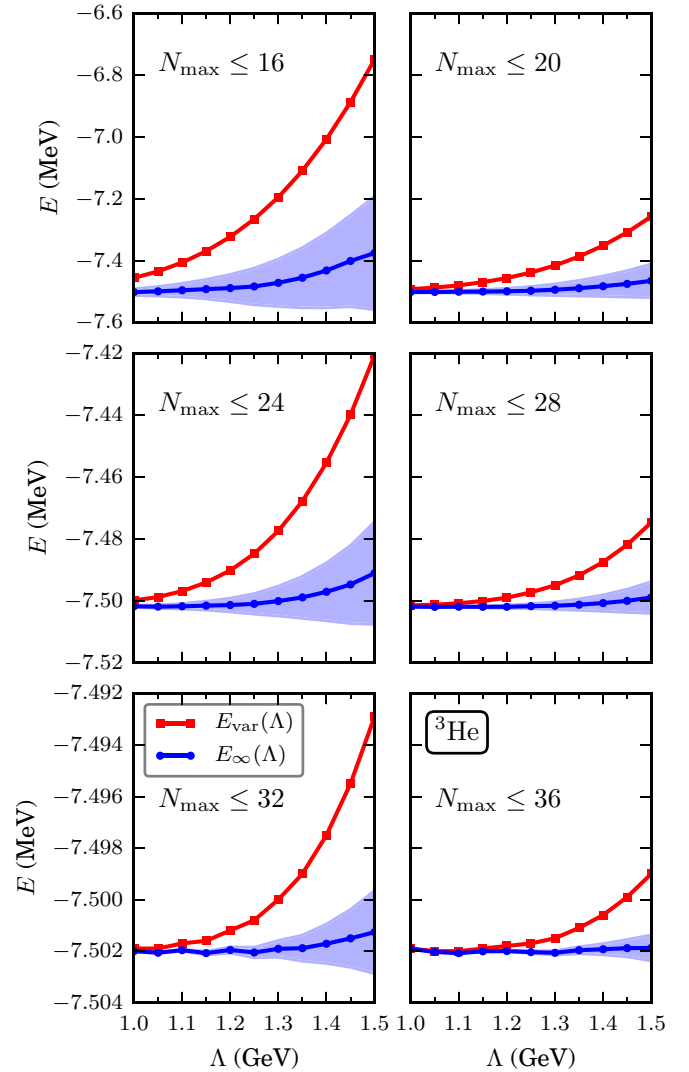 −6.6
−6.8
−7.0
−7.2
−7.4
−7.6
E (MeV)
N_max ≤ 16
N_max ≤ 20
−7.42
−7.44
−7.46
−7.48
−7.50
−7.52
E (MeV)
N_max ≤ 24
N_max ≤ 28
−7.492
−7.494
−7.496
−7.498
−7.500
−7.502
−7.504
E (MeV)
E_var(Λ)
E_∞(Λ)
N_max ≤ 32
³He
N_max ≤ 36
1.0 1.1 1.2 1.3 1.4 1.5
1.0 1.1 1.2 1.3 1.4 1.5
Λ (GeV)
Λ (GeV)